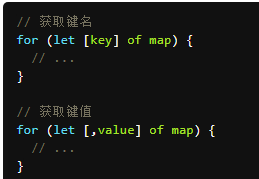 // 获取键名
for (let [key] of map) {
  // ...
}

// 获取键值
for (let [,value] of map) {
  // ...
}